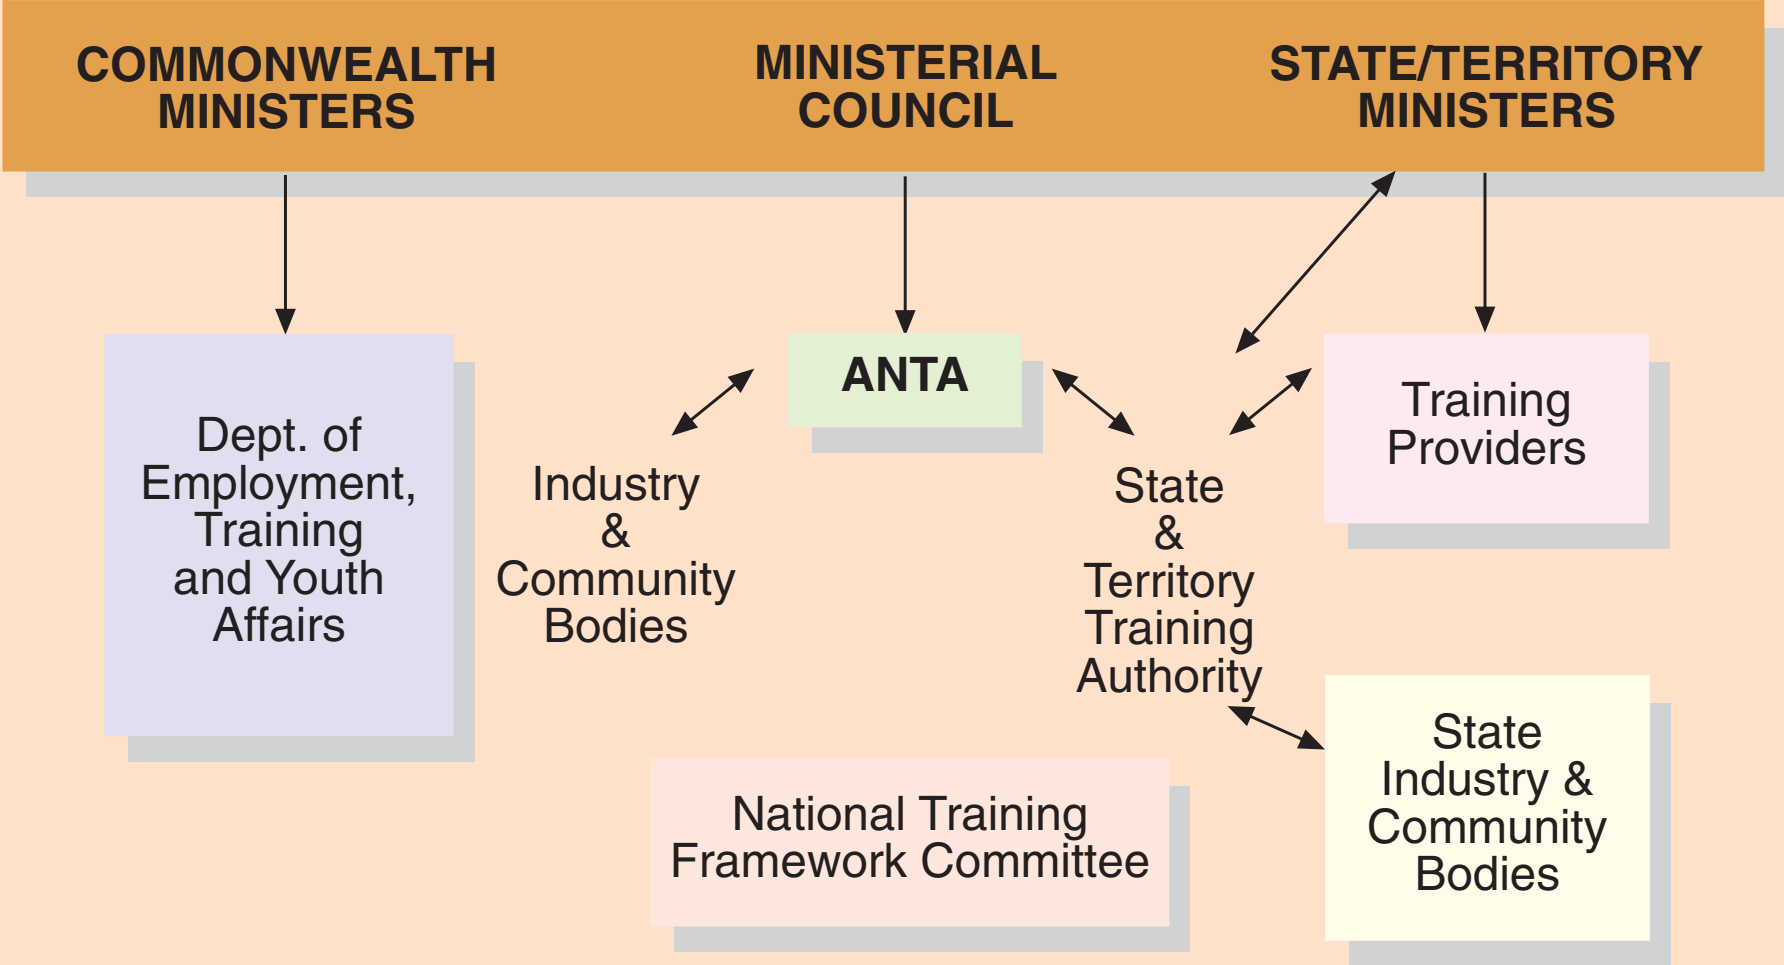 COMMONWEALTH
MINISTERS
MINISTERIAL
COUNCIL
STATE/TERRITORY
MINISTERS
Dept. of
Employment,
Training
and Youth
Affairs
Industry
&
Community
Bodies
ANTA
State
&
Territory
Training
Authority
Training
Providers
National Training
Framework Committee
State
Industry &
Community
Bodies